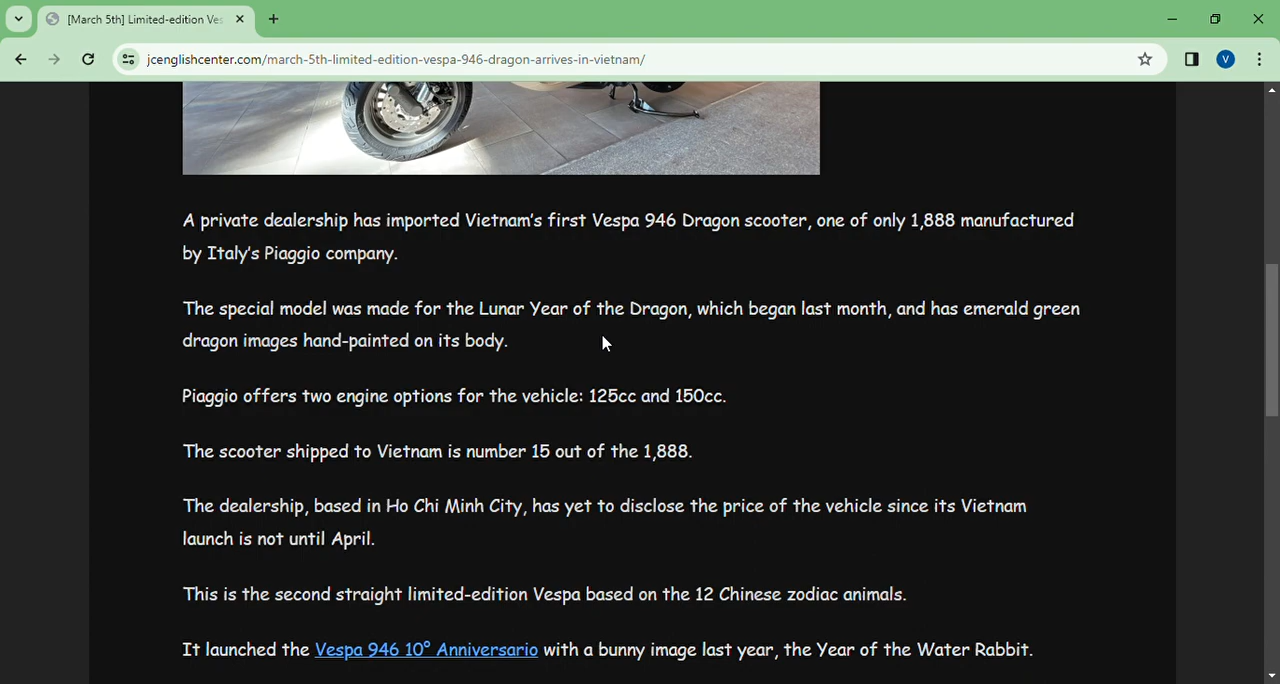 [March 5th] Limited-edition Ves
jcenglishcenter.com/march-5th-limited-edition-vespa-946-dragon-arrives-in-vietnam/
V
A private dealership has imported Vietnam's first Vespa 946 Dragon scooter, one of only 1,888 manufactured
by Italy's Piaggio company.
The special model was made for the Lunar Year of the Dragon, which began last month, and has emerald green
dragon images hand-painted on its body.
Piaggio offers two engine options for the vehicle: 125cc and 150cc.
The scooter shipped to Vietnam is number 15 out of the 1,888.
The dealership, based in Ho Chi Minh City, has yet to disclose the price of the vehicle since its Vietnam
launch is not until April.
This is the second straight limited-edition Vespa based on the 12 Chinese zodiac animals.
It launched the Vespa 946 10° Anniversario with a bunny image last year, the Year of the Water Rabbit.